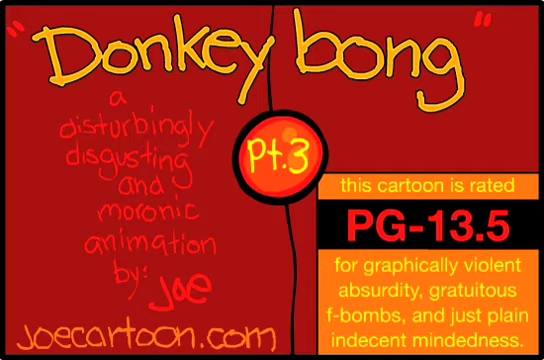 "Donkey bong"
a
disturbingly
disgusting
and
moronic
animation
by: Joe
joecartoon.com
pt.3
this cartoon is rated
PG-13.5
for graphically violent
absurdity, gratuitous
f-bombs, and just plain
indecent mindedness.